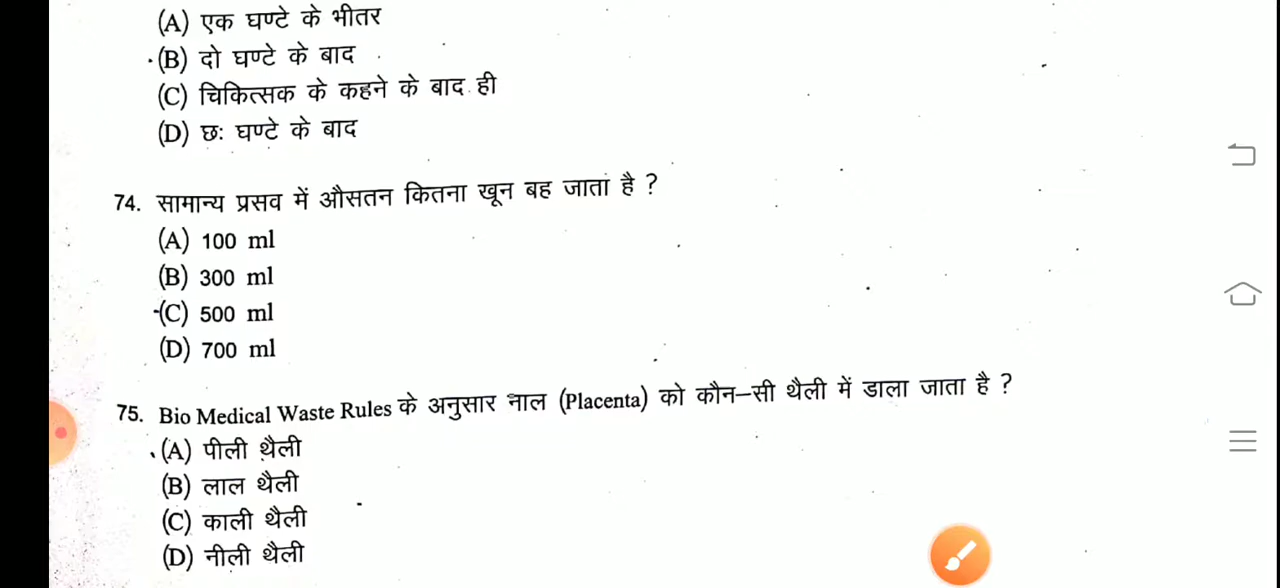 (A) एक घण्टे के भीतर
(B) दो घण्टे के बाद
(C) चिकित्सक के कहने के बाद ही
(D) छः घण्टे के बाद
74. सामान्य प्रसव में औसतन कितना खून बह जाता है ?
(A) 100 ml
(B) 300 ml
(C) 500 ml
(D) 700 ml
75. Bio Medical Waste Rules के अनुसार नाल (Placenta) को कौन-सी थैली में डाला जाता है ?
(A) पीली थैली
(B) लाल थैली
(C) काली थैली
(D) नीली थैली